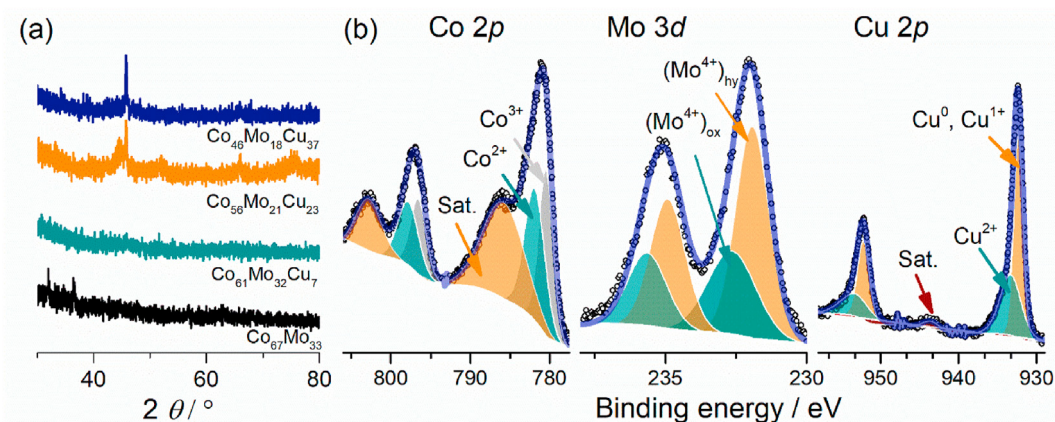 (a)
Co₄₆Mo₁₈Cu₃₇
Co₅₆Mo₂₁Cu₂₃
Co₆₁Mo₃₂Cu₇
Co₆₇Mo₃₃
40 60 80
2 θ / °
(b)
Co 2p
Co³⁺
Co²⁺
Sat.
800 790 780
Mo 3d
(Mo⁴⁺)hy
(Mo⁴⁺)ox
235 230
Cu 2p
Cu⁰, Cu¹⁺
Cu²⁺
Sat.
950 940 930
Binding energy / eV